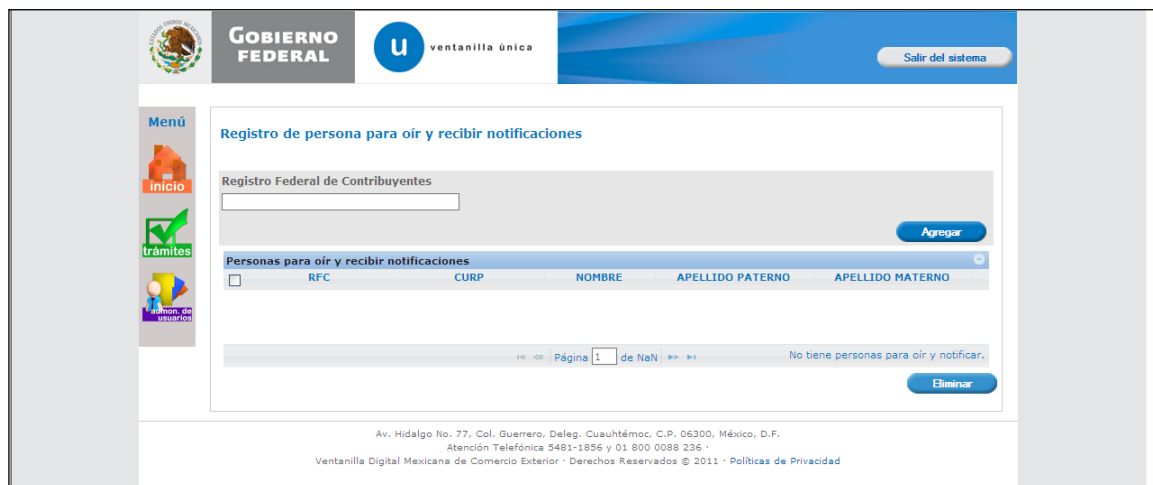 GOBIERNO
FEDERAL
u
ventanilla única
Salir del sistema
Menú
inicio
trámites
admon. de
usuarios
Registro de persona para oír y recibir notificaciones
Registro Federal de Contribuyentes
Agregar
Personas para oír y recibir notificaciones
RFC CURP NOMBRE APELLIDO PATERNO APELLIDO MATERNO
Página 1 de NaN No tiene personas para oír y notificar.
Eliminar
Av. Hidalgo No. 77, Col. Guerrero, Deleg. Cuauhtémoc, C.P. 06300, México, D.F.
Atención Telefónica 5481-1856 y 01 800 0088 236 ·
Ventanilla Digital Mexicana de Comercio Exterior · Derechos Reservados © 2011 · Políticas de Privacidad